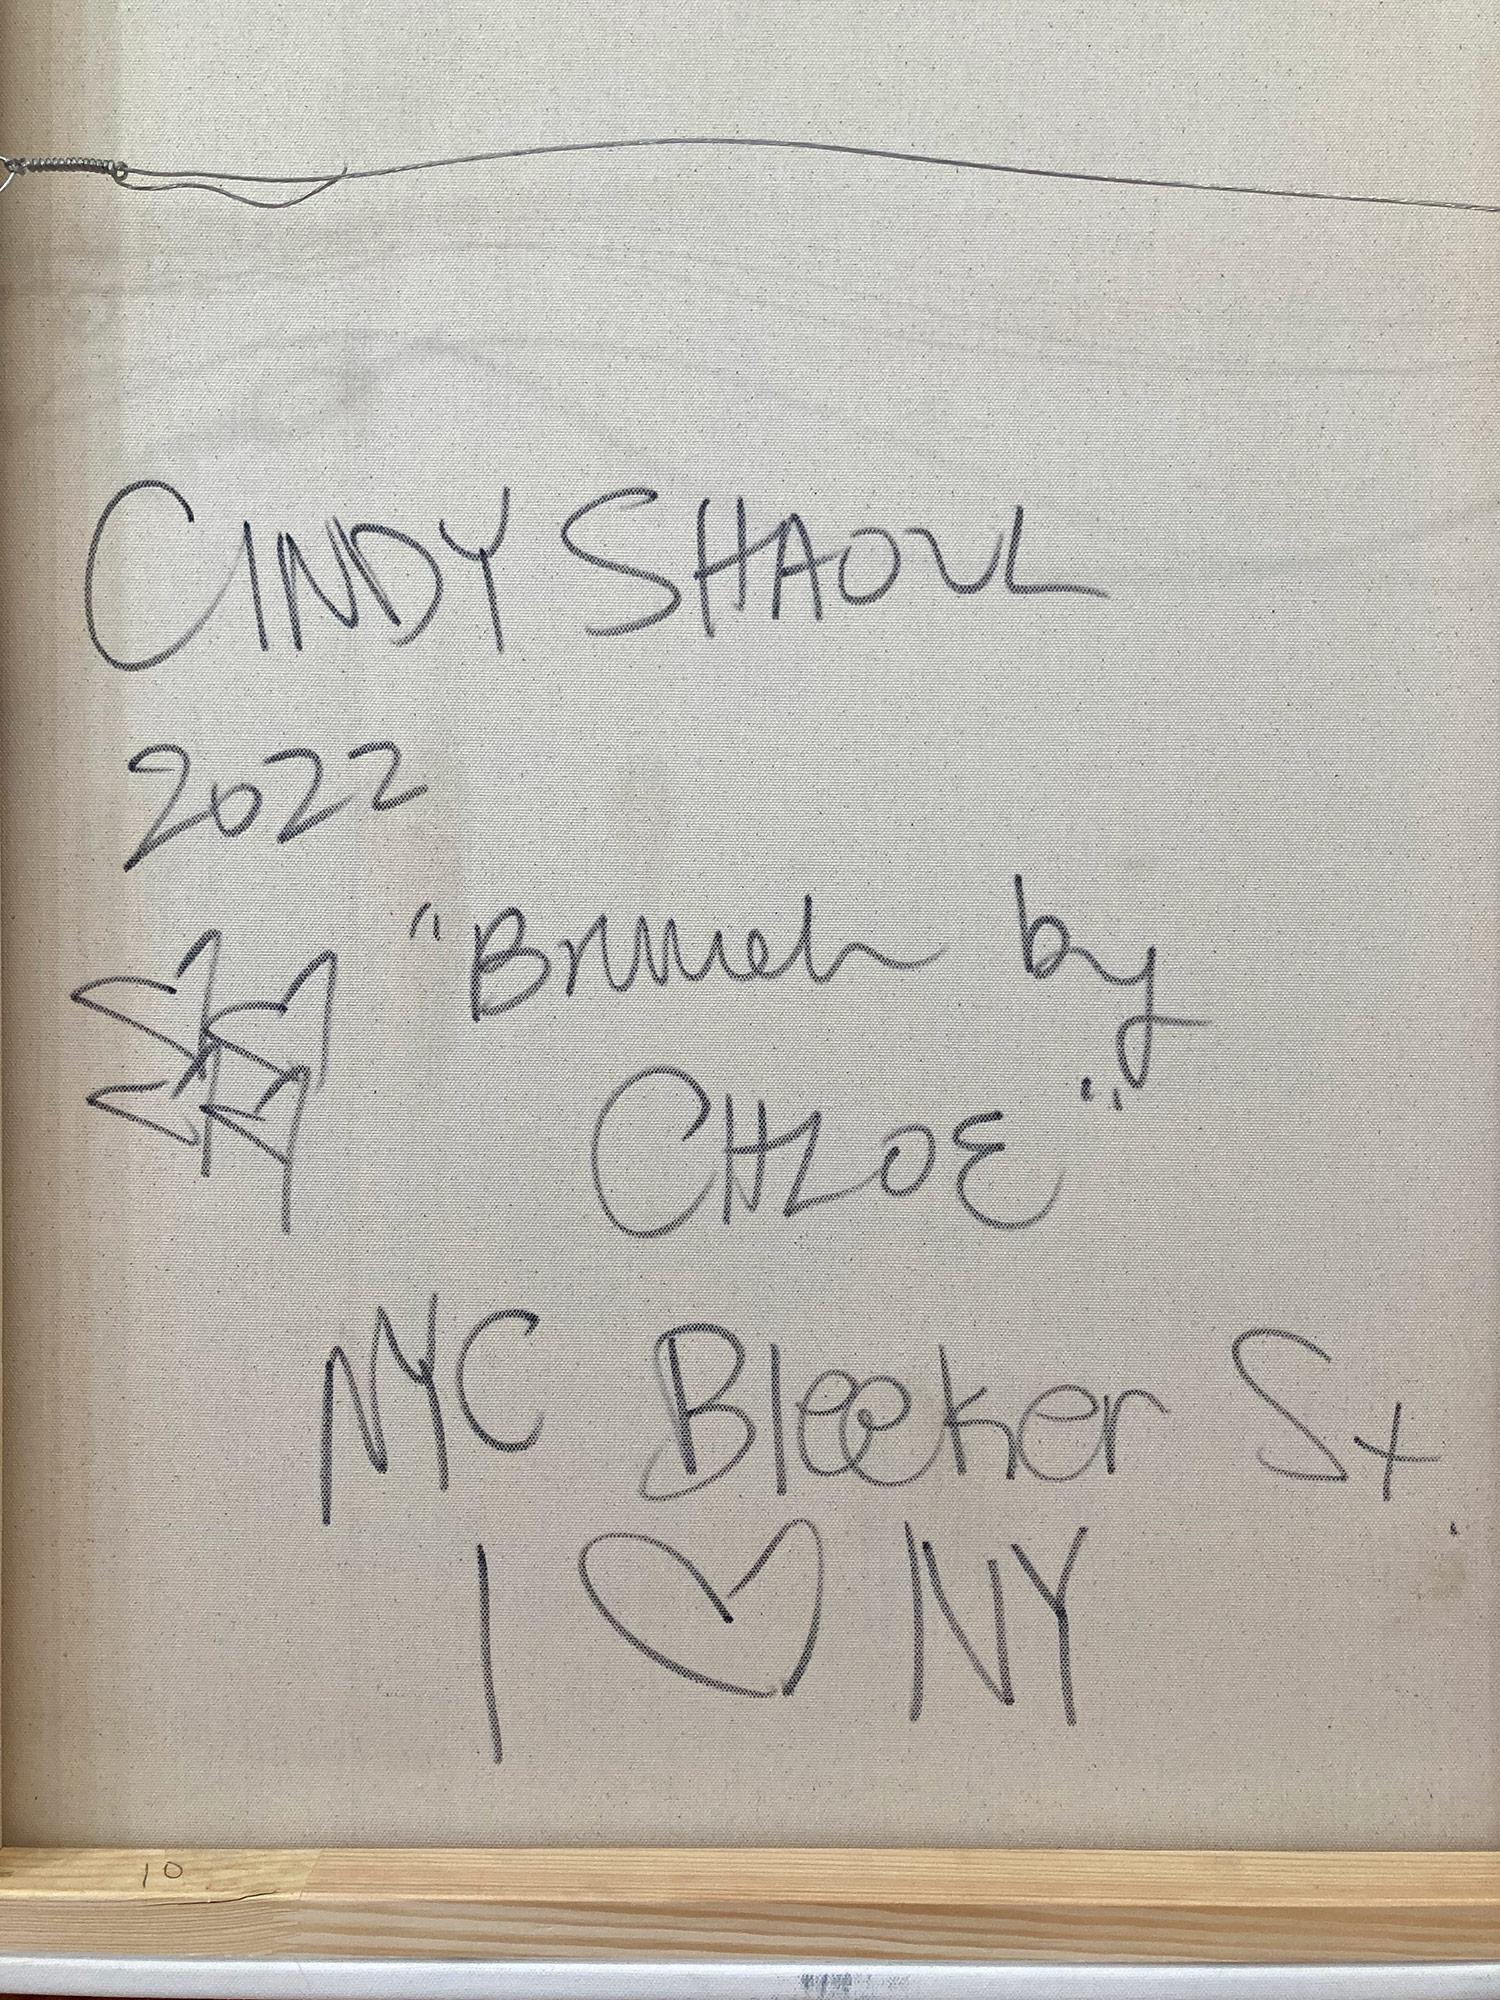 CINDY SHAOUL
2022
"Brunch by
CHLOE"
NYC Bleeker St.
I ♡ NY
10